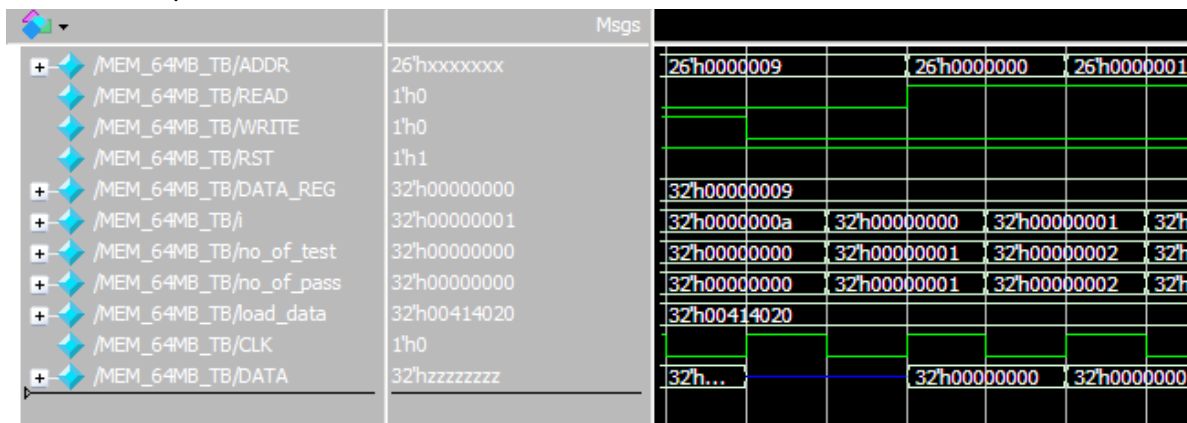 Msgs
/MEM_64MB_TB/ADDR 26'hxxxxxxx 26'h0000009 26'h0000000 26'h0000001
/MEM_64MB_TB/READ 1'h0
/MEM_64MB_TB/WRITE 1'h0
/MEM_64MB_TB/RST 1'h1
/MEM_64MB_TB/DATA_REG 32'h00000000 32'h00000009
/MEM_64MB_TB/i 32'h00000001 32'h0000000a 32'h00000000 32'h00000001 32'h
/MEM_64MB_TB/no_of_test 32'h00000000 32'h00000000 32'h00000001 32'h00000002 32'h
/MEM_64MB_TB/no_of_pass 32'h00000000 32'h00000000 32'h00000001 32'h00000002 32'h
/MEM_64MB_TB/load_data 32'h00414020 32'h00414020
/MEM_64MB_TB/CLK 1'h0
/MEM_64MB_TB/DATA 32'hzzzzzzzz 32'h... 32'h00000000 32'h0000000